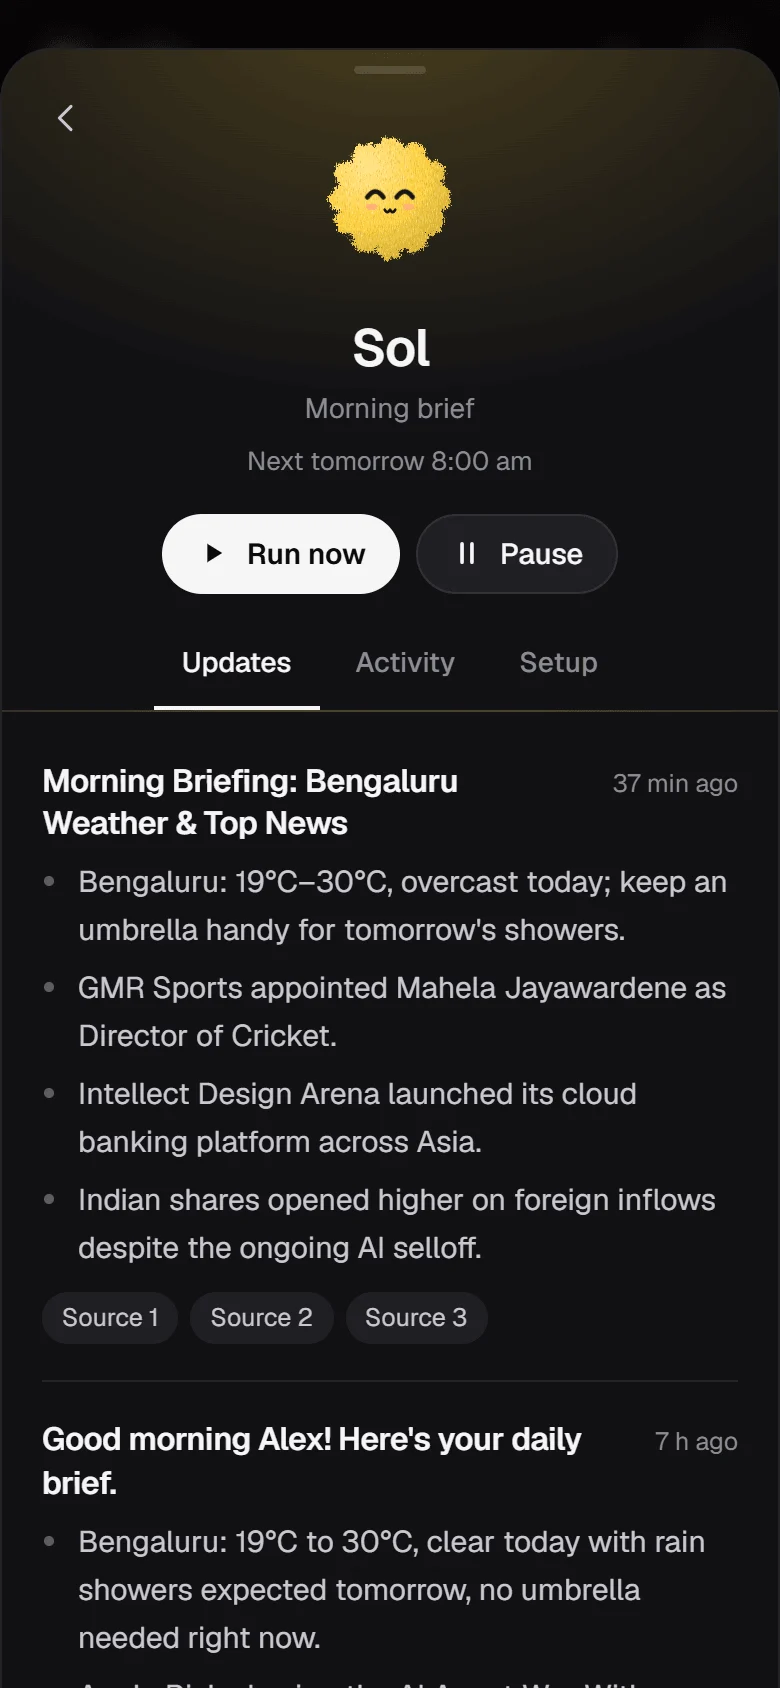 Sol
Morning brief
Next tomorrow 8:00 am
Run now
Pause
Updates
Activity
Setup
Morning Briefing: Bengaluru
Weather & Top News
37 min ago
Bengaluru: 19°C–30°C, overcast today; keep an
umbrella handy for tomorrow's showers.
GMR Sports appointed Mahela Jayawardene as
Director of Cricket.
Intellect Design Arena launched its cloud
banking platform across Asia.
Indian shares opened higher on foreign inflows
despite the ongoing AI selloff.
Source 1
Source 2
Source 3
Good morning Alex! Here's your daily
brief.
7 h ago
Bengaluru: 19°C to 30°C, clear today with rain
showers expected tomorrow, no umbrella
needed right now.